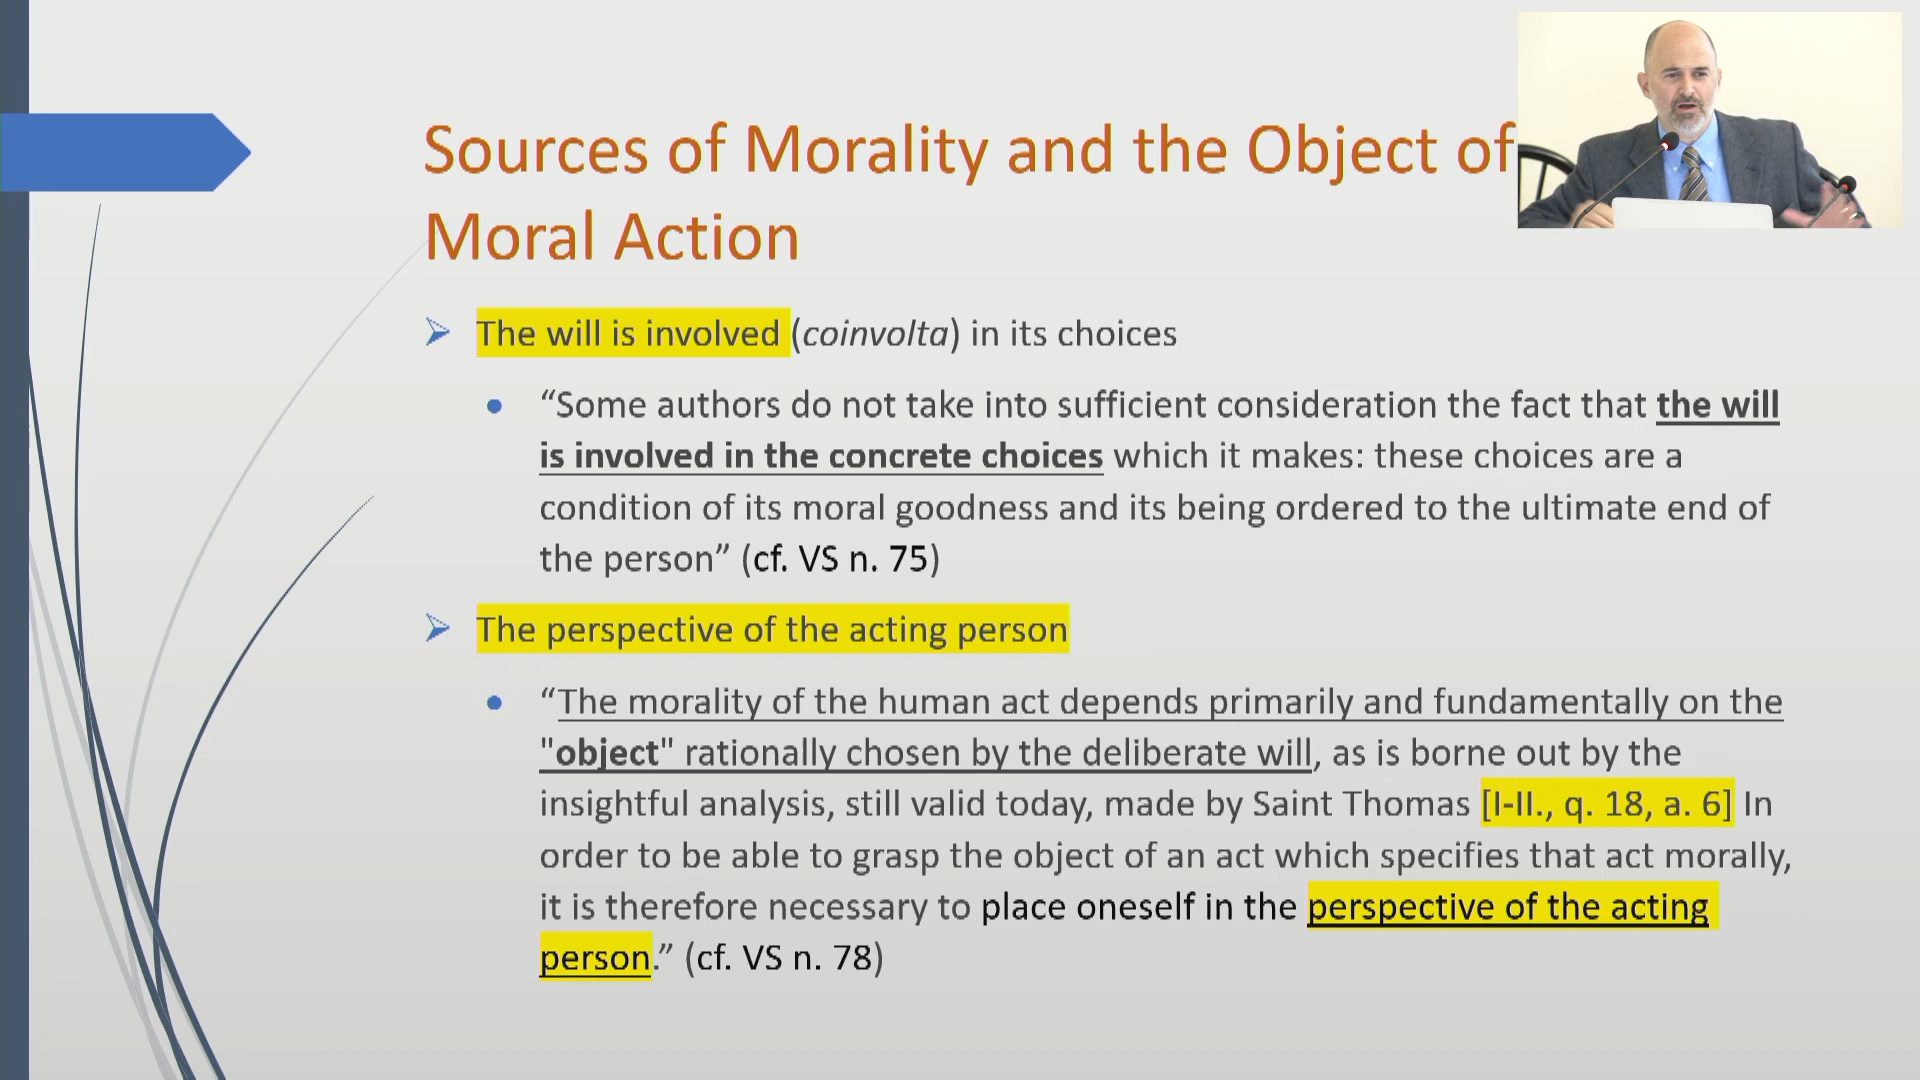 Sources of Morality and the Object of
Moral Action
The will is involved (coinvolta) in its choices
“Some authors do not take into sufficient consideration the fact that the will
is involved in the concrete choices which it makes: these choices are a
condition of its moral goodness and its being ordered to the ultimate end of
the person” (cf. VS n. 75)
The perspective of the acting person
“The morality of the human act depends primarily and fundamentally on the
"object" rationally chosen by the deliberate will, as is borne out by the
insightful analysis, still valid today, made by Saint Thomas [I-II., q. 18, a. 6] In
order to be able to grasp the object of an act which specifies that act morally,
it is therefore necessary to place oneself in the perspective of the acting
person.” (cf. VS n. 78)